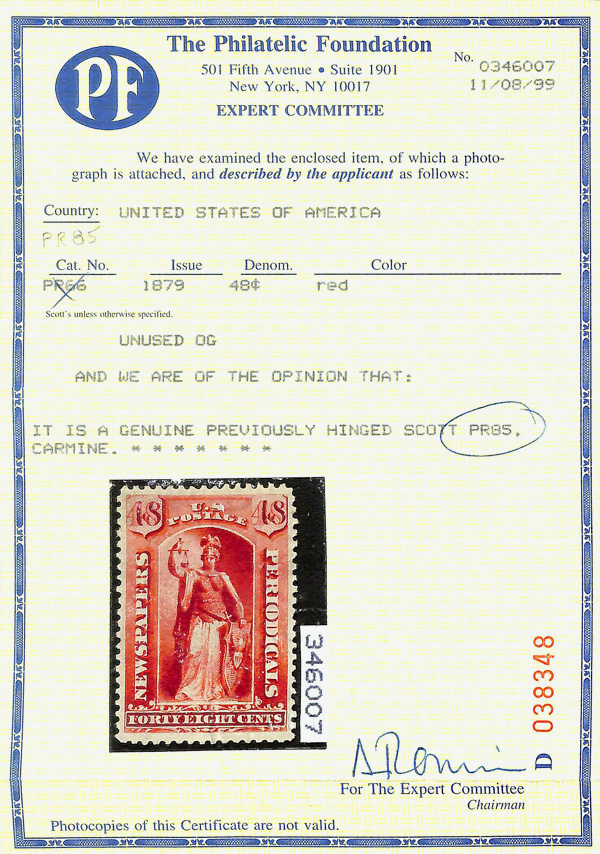 PF
The Philatelic Foundation
501 Fifth Avenue • Suite 1901
New York, NY 10017
EXPERT COMMITTEE
No. 0346007
11/08/99
We have examined the enclosed item, of which a photo-
graph is attached, and described by the applicant as follows:
Country: UNITED STATES OF AMERICA
PR85
Cat. No. Issue Denom. Color
PR66 1879 48¢ red
Scott's unless otherwise specified.
UNUSED OG
AND WE ARE OF THE OPINION THAT:
IT IS A GENUINE PREVIOUSLY HINGED SCOTT PR85,
CARMINE. * * * * * * *
48 U.S. 48
POSTAGE
NEWSPAPERS
PERIODICALS
FORTY EIGHT CENTS
346007
D 038348
For The Expert Committee
Chairman
Photocopies of this Certificate are not valid.